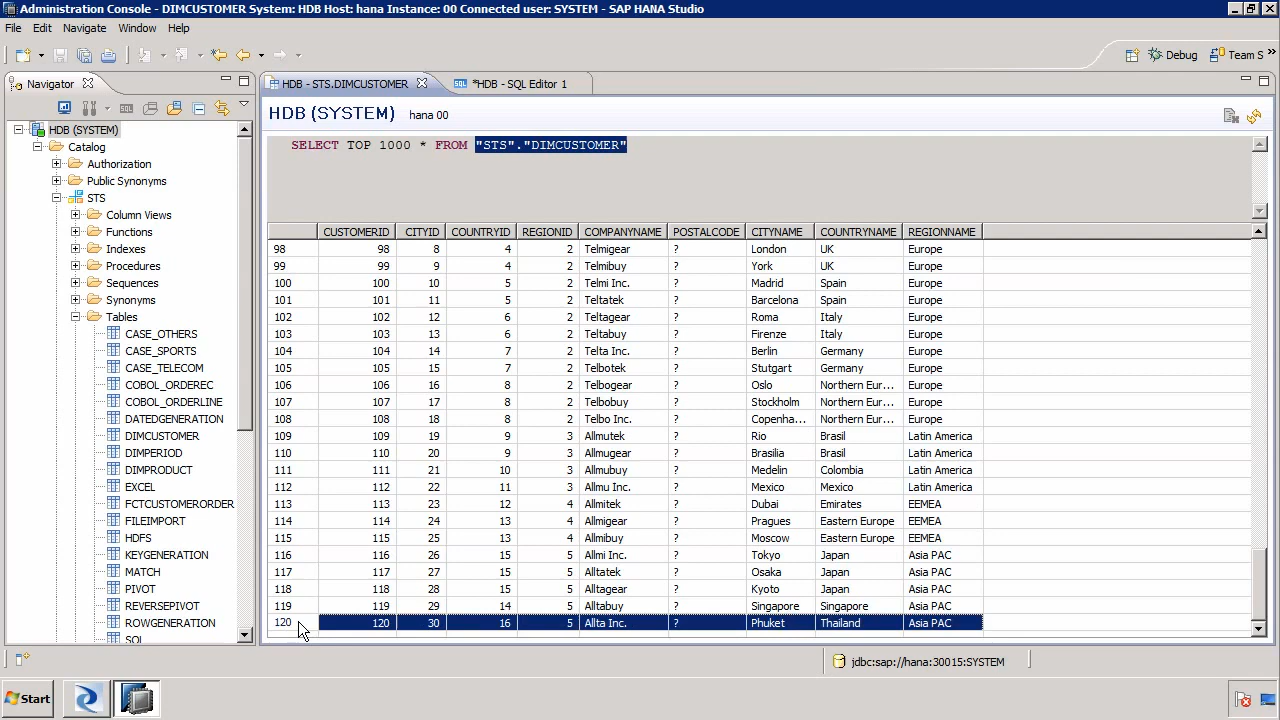 Administration Console - DIMCUSTOMER System: HDB Host: hana Instance: 00 Connected user: SYSTEM - SAP HANA Studio
File Edit Navigate Window Help
Debug Team S
Navigator
HDB - STS.DIMCUSTOMER
*HDB - SQL Editor 1
HDB (SYSTEM)
Catalog
Authorization
Public Synonyms
STS
Column Views
Functions
Indexes
Procedures
Sequences
Synonyms
Tables
CASE_OTHERS
CASE_SPORTS
CASE_TELECOM
COBOL_ORDEREC
COBOL_ORDERLINE
DATEDGENERATION
DIMCUSTOMER
DIMPERIOD
DIMPRODUCT
EXCEL
FCTCUSTOMERORDER
FILEIMPORT
HDFS
KEYGENERATION
MATCH
PIVOT
REVERSEPIVOT
ROWGENERATION
SQL
HDB (SYSTEM) hana 00
SELECT TOP 1000 * FROM "STS"."DIMCUSTOMER"
CUSTOMERID CITYID COUNTRYID REGIONID COMPANYNAME POSTALCODE CITYNAME COUNTRYNAME REGIONNAME
98 98 8 4 2 Telmigear ? London UK Europe
99 99 9 4 2 Telmibuy ? York UK Europe
100 100 10 5 2 Telmi Inc. ? Madrid Spain Europe
101 101 11 5 2 Teltatek ? Barcelona Spain Europe
102 102 12 6 2 Teltagear ? Roma Italy Europe
103 103 13 6 2 Teltabuy ? Firenze Italy Europe
104 104 14 7 2 Telta Inc. ? Berlin Germany Europe
105 105 15 7 2 Telbotek ? Stutgart Germany Europe
106 106 16 8 2 Telbogear ? Oslo Northern Eur... Europe
107 107 17 8 2 Telbobuy ? Stockholm Northern Eur... Europe
108 108 18 8 2 Telbo Inc. ? Copenha... Northern Eur... Europe
109 109 19 9 3 Allmutek ? Rio Brasil Latin America
110 110 20 9 3 Allmugear ? Brasilia Brasil Latin America
111 111 21 10 3 Allmubuy ? Medelin Colombia Latin America
112 112 22 11 3 Allmu Inc. ? Mexico Mexico Latin America
113 113 23 12 4 Allmitek ? Dubai Emirates EEMEA
114 114 24 13 4 Allmigear ? Pragues Eastern Europe EEMEA
115 115 25 13 4 Allmibuy ? Moscow Eastern Europe EEMEA
116 116 26 15 5 Allmi Inc. ? Tokyo Japan Asia PAC
117 117 27 15 5 Alltatek ? Osaka Japan Asia PAC
118 118 28 15 5 Alltagear ? Kyoto Japan Asia PAC
119 119 29 14 5 Alltabuy ? Singapore Singapore Asia PAC
120 120 30 16 5 Allta Inc. ? Phuket Thailand Asia PAC
jdbc:sap://hana:30015:SYSTEM
Start